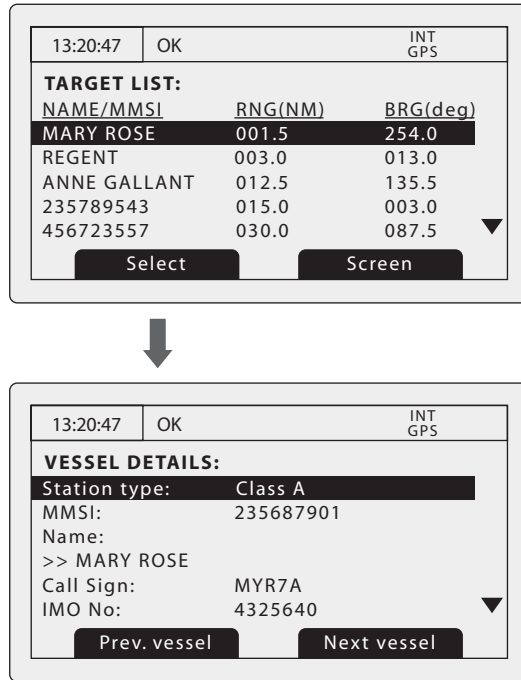 13:20:47 OK INT GPS
TARGET LIST:
NAME/MMSI RNG(NM) BRG(deg)
MARY ROSE 001.5 254.0
REGENT 003.0 013.0
ANNE GALLANT 012.5 135.5
235789543 015.0 003.0
456723557 030.0 087.5
Select Screen
13:20:47 OK INT GPS
VESSEL DETAILS:
Station type: Class A
MMSI: 235687901
Name:
>> MARY ROSE
Call Sign: MYR7A
IMO No: 4325640
Prev. vessel Next vessel